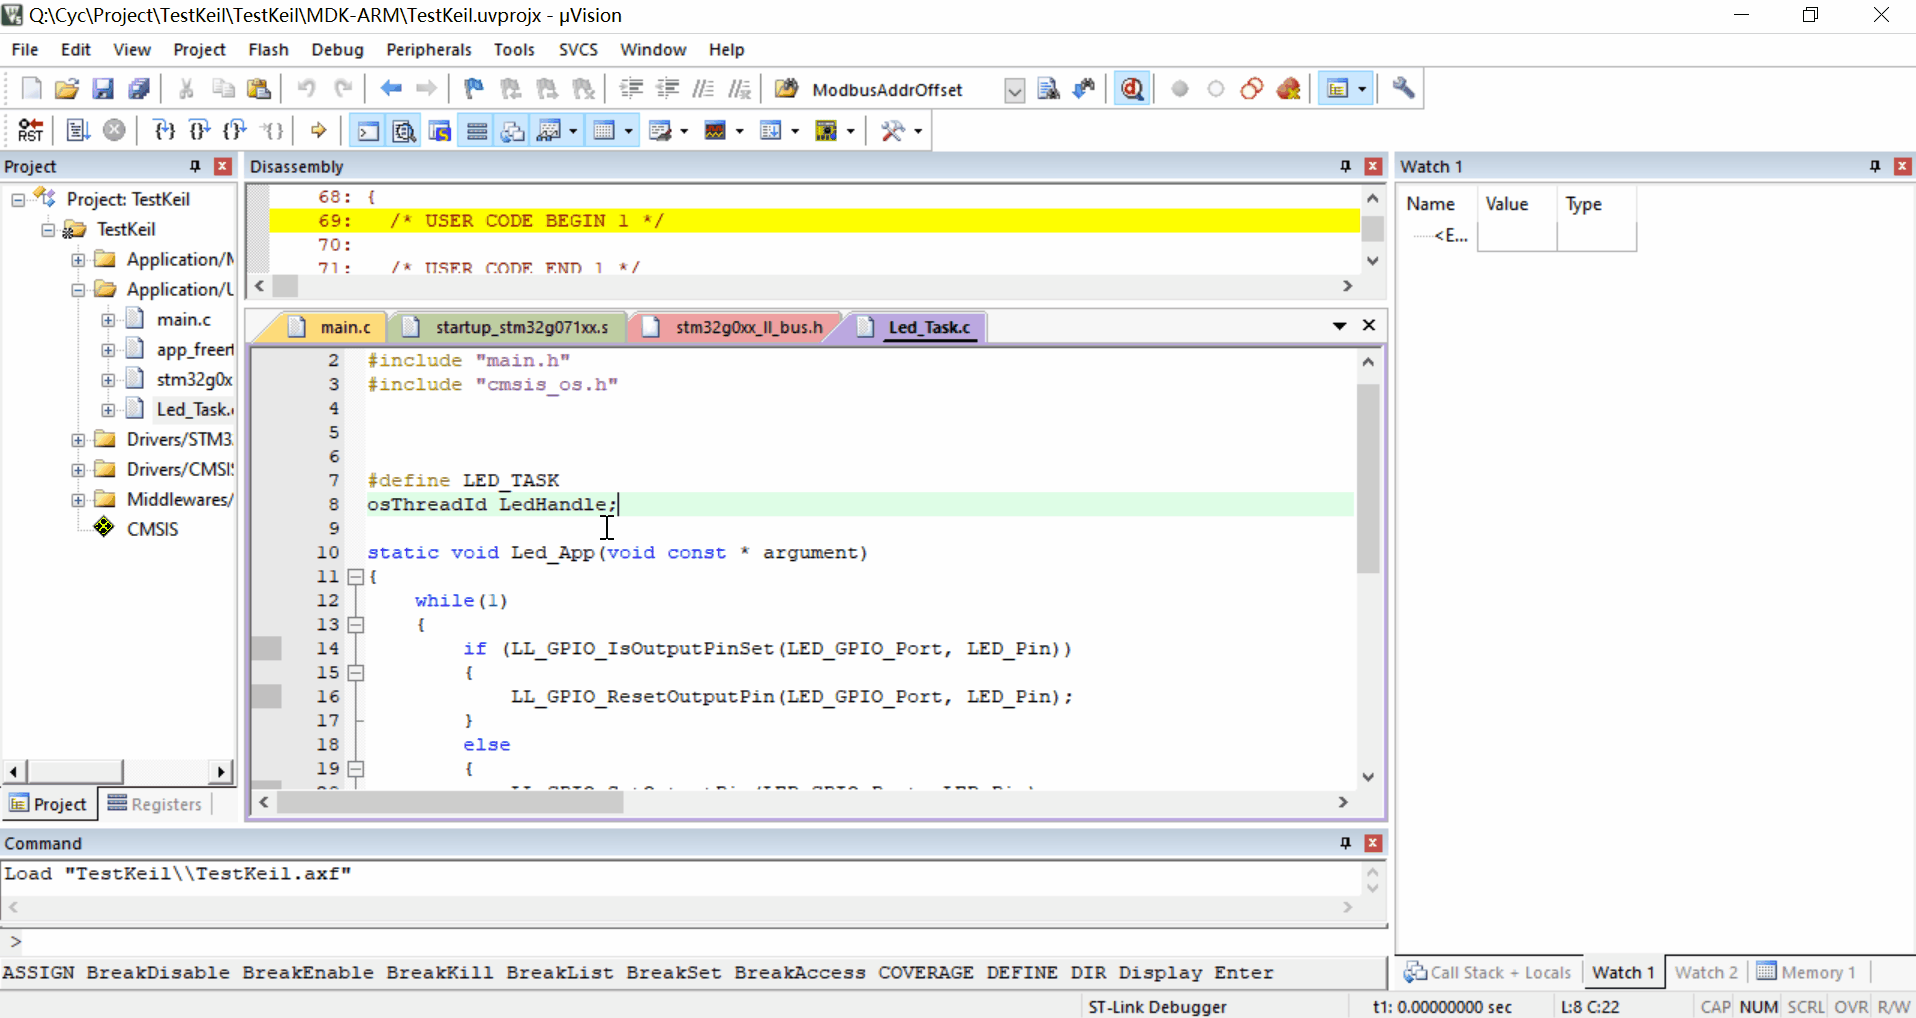 Q:\Cyc\Project\TestKeil\TestKeil\MDK-ARM\TestKeil.uvprojx - µVision
File Edit View Project Flash Debug Peripherals Tools SVCS Window Help
ModbusAddrOffset
RST
Project
Project: TestKeil
TestKeil
Application/M
Application/U
main.c
app_freert
stm32g0x
Led_Task.
Drivers/STM3
Drivers/CMSI
Middlewares/
CMSIS
Project Registers
Disassembly
68: {
69: /* USER CODE BEGIN 1 */
70:
71: /* USER CODE END 1 */
main.c startup_stm32g071xx.s stm32g0xx_ll_bus.h Led_Task.c
2 #include "main.h"
3 #include "cmsis_os.h"
4
5
6
7 #define LED_TASK
8 osThreadId LedHandle;
9
10 static void Led_App(void const * argument)
11 {
12 while(1)
13 {
14 if (LL_GPIO_IsOutputPinSet(LED_GPIO_Port, LED_Pin))
15 {
16 LL_GPIO_ResetOutputPin(LED_GPIO_Port, LED_Pin);
17 }
18 else
19 {
Watch 1
Name Value Type
<E...
Command
Load "TestKeil\\TestKeil.axf"
>
ASSIGN BreakDisable BreakEnable BreakKill BreakList BreakSet BreakAccess COVERAGE DEFINE DIR Display Enter
Call Stack + Locals Watch 1 Watch 2 Memory 1
ST-Link Debugger t1: 0.00000000 sec L:8 C:22 CAP NUM SCRL OVR R/W